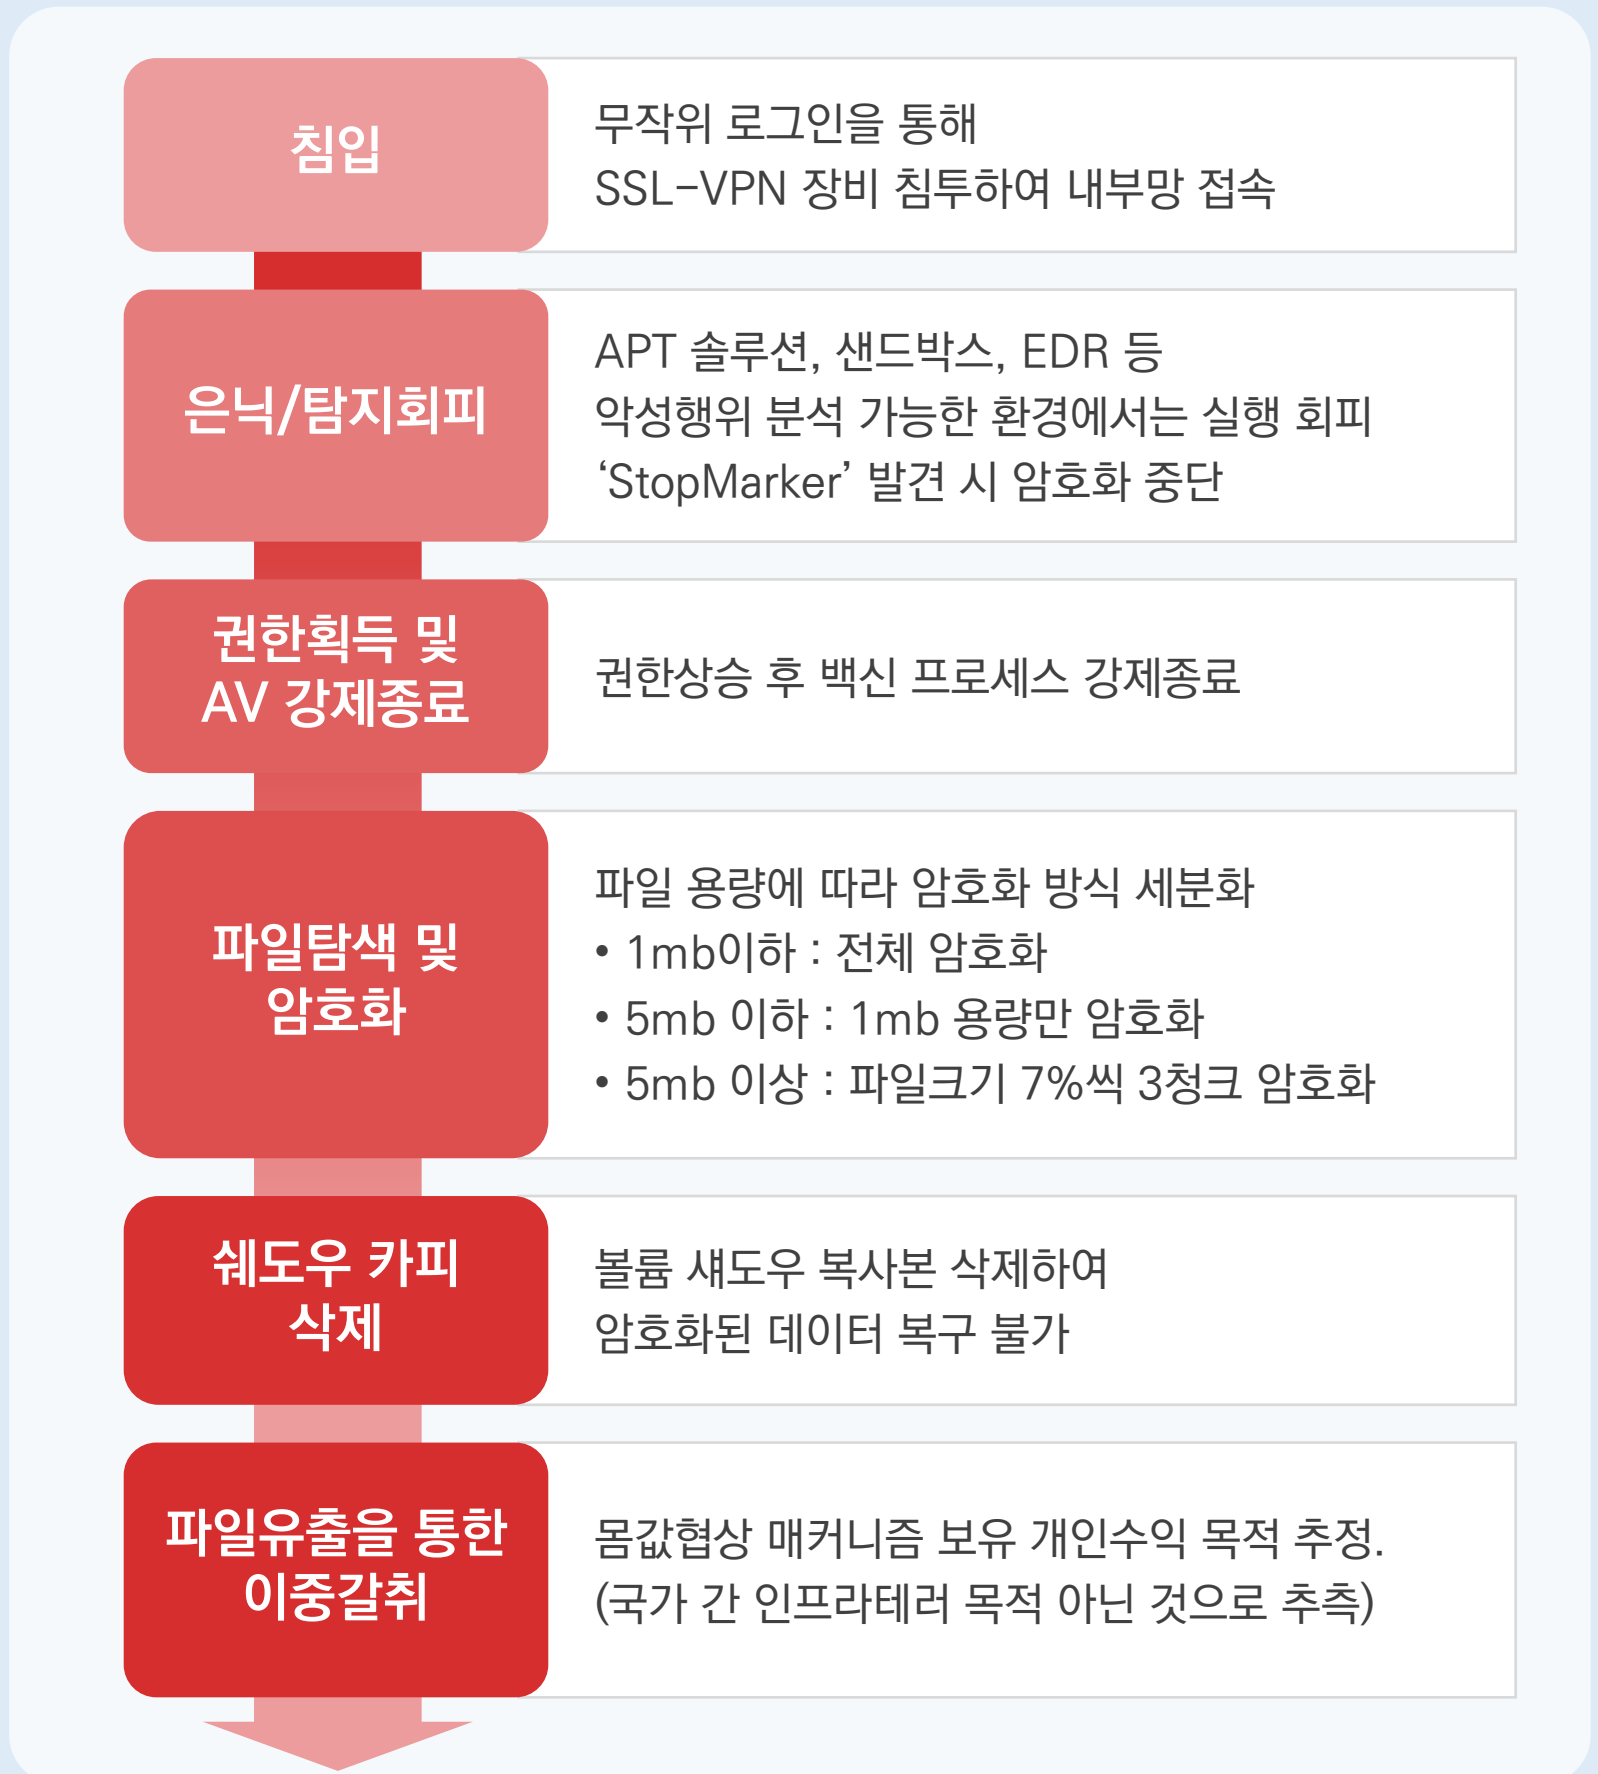 침입
무작위 로그인을 통해
SSL-VPN 장비 침투하여 내부망 접속
은닉/탐지회피
APT 솔루션, 샌드박스, EDR 등
악성행위 분석 가능한 환경에서는 실행 회피
‘StopMarker’ 발견 시 암호화 중단
권한획득 및
AV 강제종료
권한상승 후 백신 프로세스 강제종료
파일탐색 및
암호화
파일 용량에 따라 암호화 방식 세분화
• 1mb이하 : 전체 암호화
• 5mb 이하 : 1mb 용량만 암호화
• 5mb 이상 : 파일크기 7%씩 3청크 암호화
쉐도우 카피
삭제
볼륨 섀도우 복사본 삭제하여
암호화된 데이터 복구 불가
파일유출을 통한
이중갈취
몸값협상 매커니즘 보유 개인수익 목적 추정.
(국가 간 인프라테러 목적 아닌 것으로 추측)